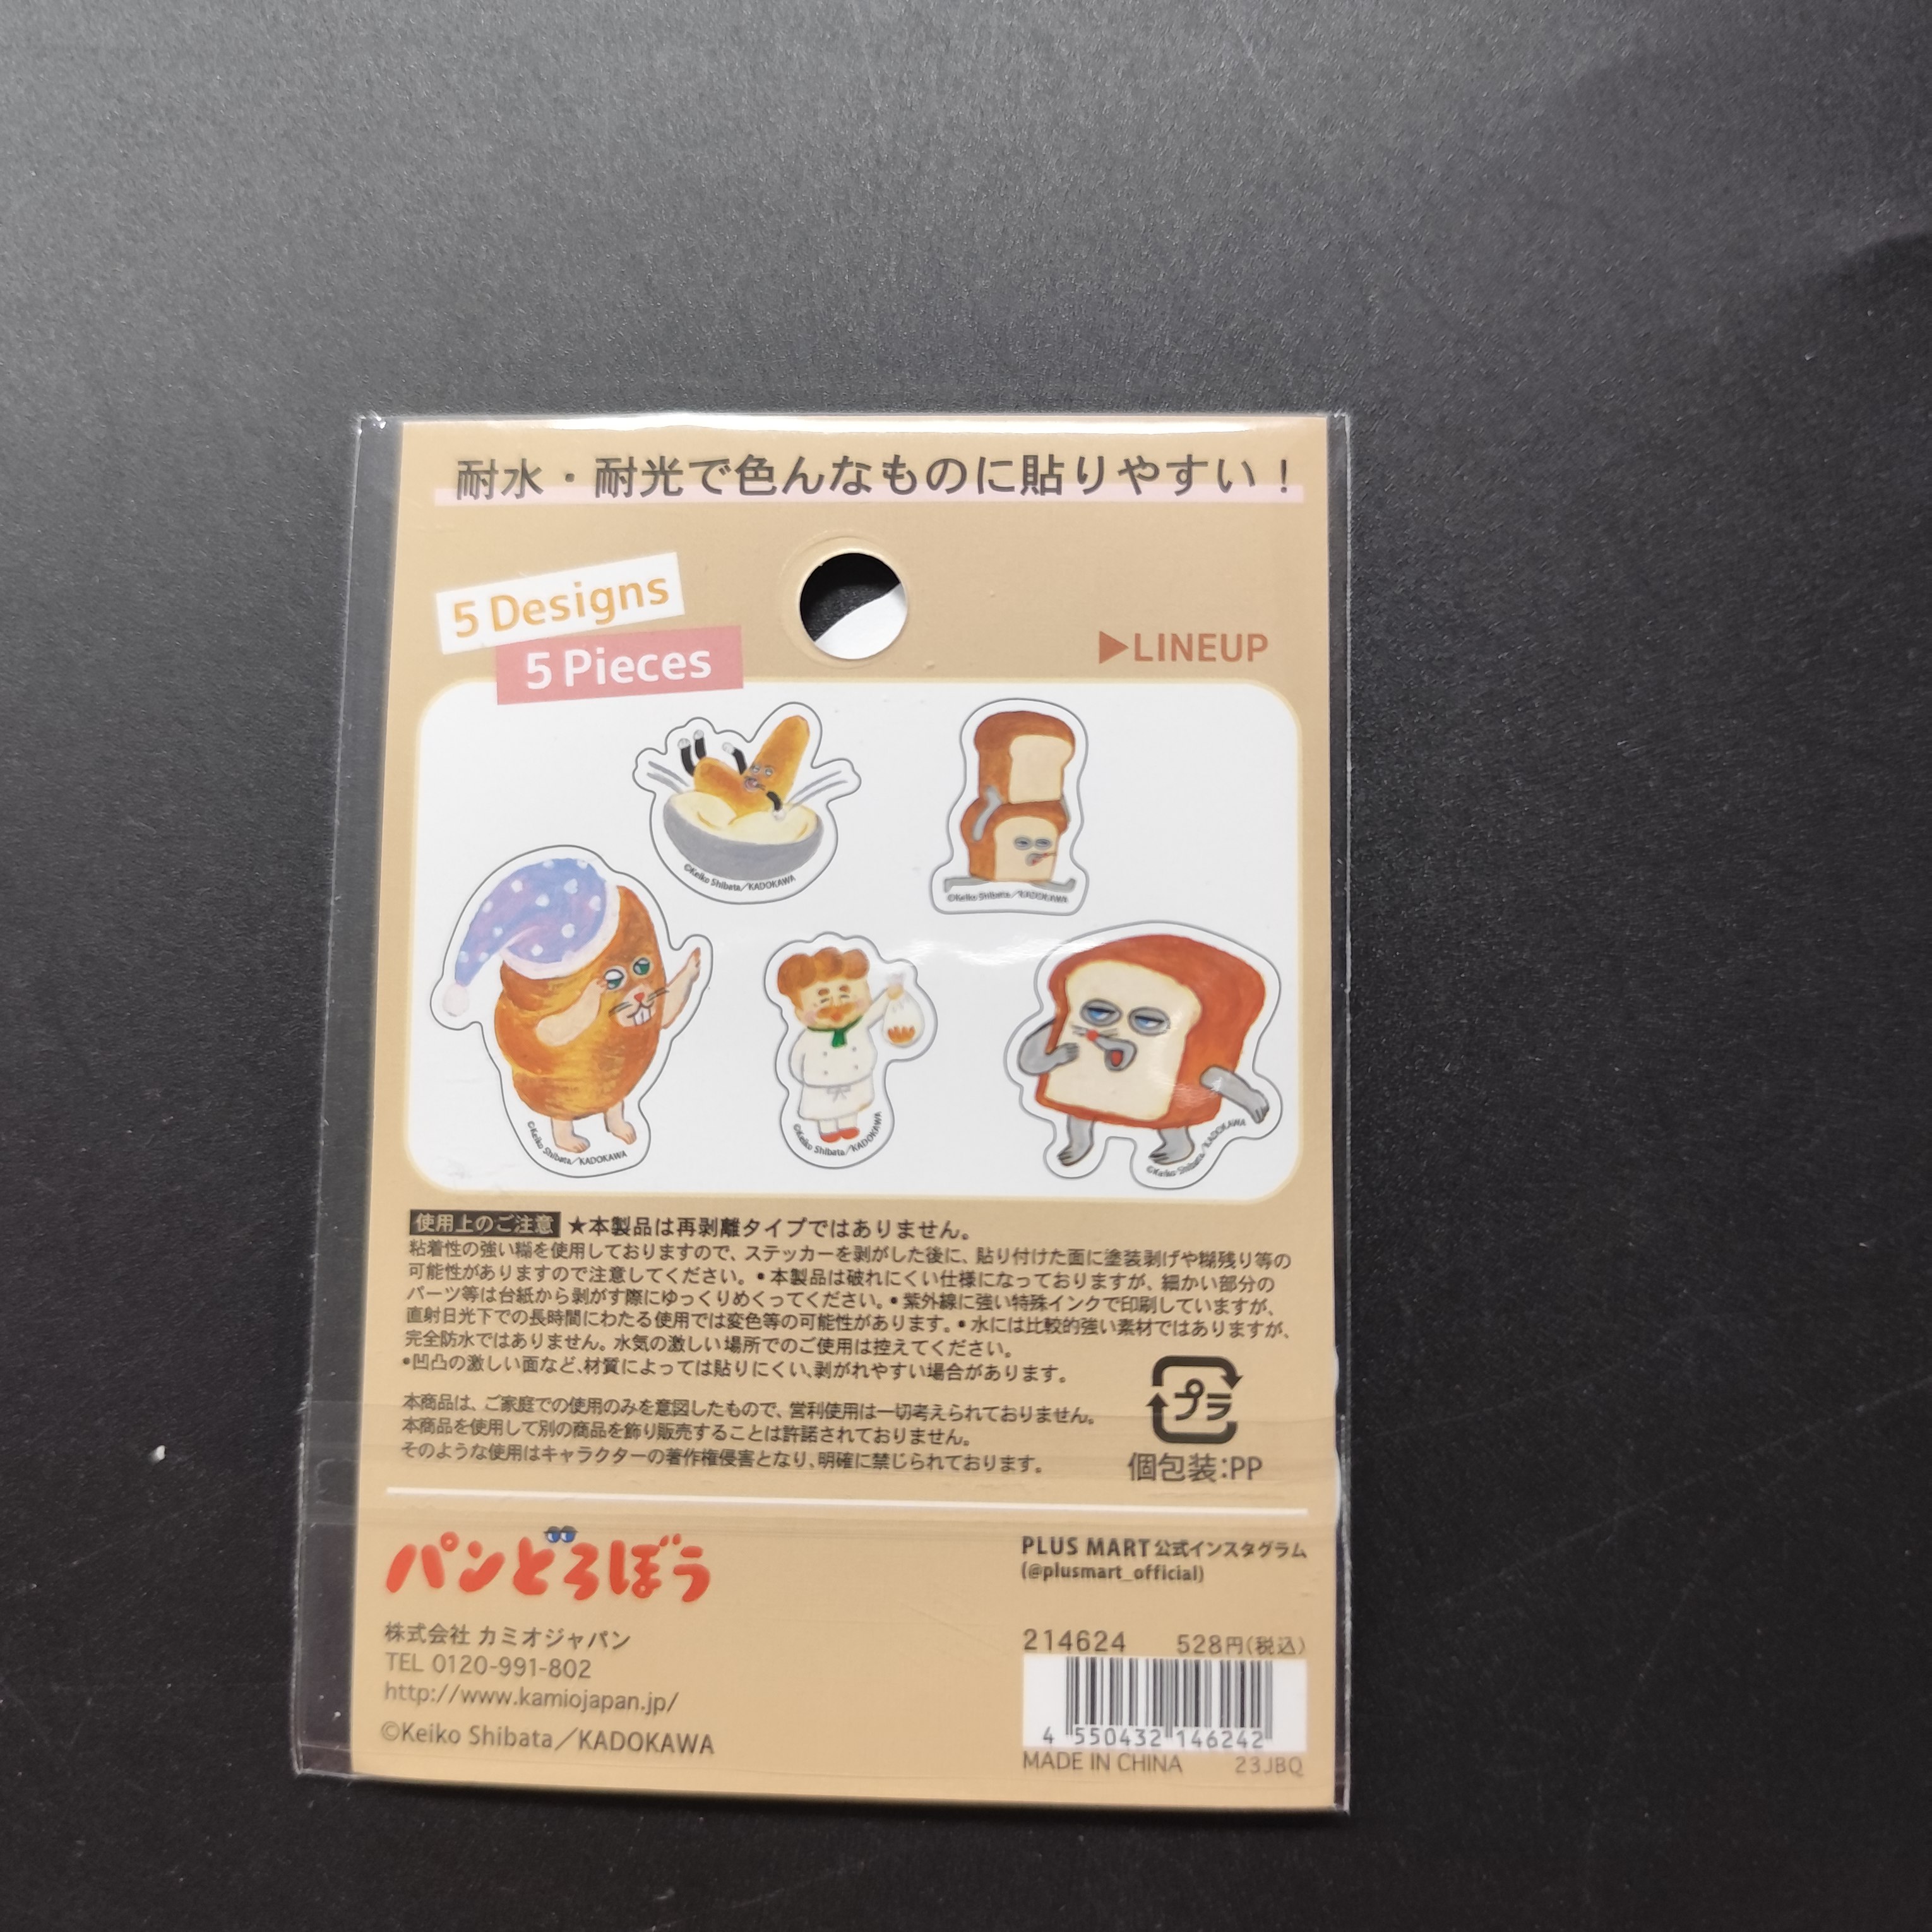 耐水・耐光で色んなものに貼りやすい！
5 Designs
5 Pieces
▶LINEUP
©Keiko Shibata／KADOKAWA
©Keiko Shibata／KADOKAWA
©Keiko Shibata／KADOKAWA
©Keiko Shibata／KADOKAWA
©Keiko Shibata／KADOKAWA
使用上のご注意 ★本製品は再剥離タイプではありません。
粘着性の強い糊を使用しておりますので、ステッカーを剥がした後に、貼り付けた面に塗装剥げや糊残り等の
可能性がありますので注意してください。•本製品は破れにくい仕様になっておりますが、細かい部分の
パーツ等は台紙から剥がす際にゆっくりめくってください。•紫外線に強い特殊インクで印刷していますが、
直射日光下での長時間にわたる使用では変色等の可能性があります。•水には比較的強い素材ではありますが、
完全防水ではありません。水気の激しい場所でのご使用は控えてください。
•凹凸の激しい面など、材質によっては貼りにくい、剥がれやすい場合があります。
本商品は、ご家庭での使用のみを意図したもので、営利使用は一切考えられておりません。
本商品を使用して別の商品を飾り販売することは許諾されておりません。
そのような使用はキャラクターの著作権侵害となり、明確に禁じられております。
プラ
個包装:PP
パンどろぼう
PLUS MART公式インスタグラム
(@plusmart_official)
株式会社 カミオジャパン
TEL 0120-991-802
http://www.kamiojapan.jp/
©Keiko Shibata／KADOKAWA
214624 528円(税込)
4 550432 146242
MADE IN CHINA 23JBQ